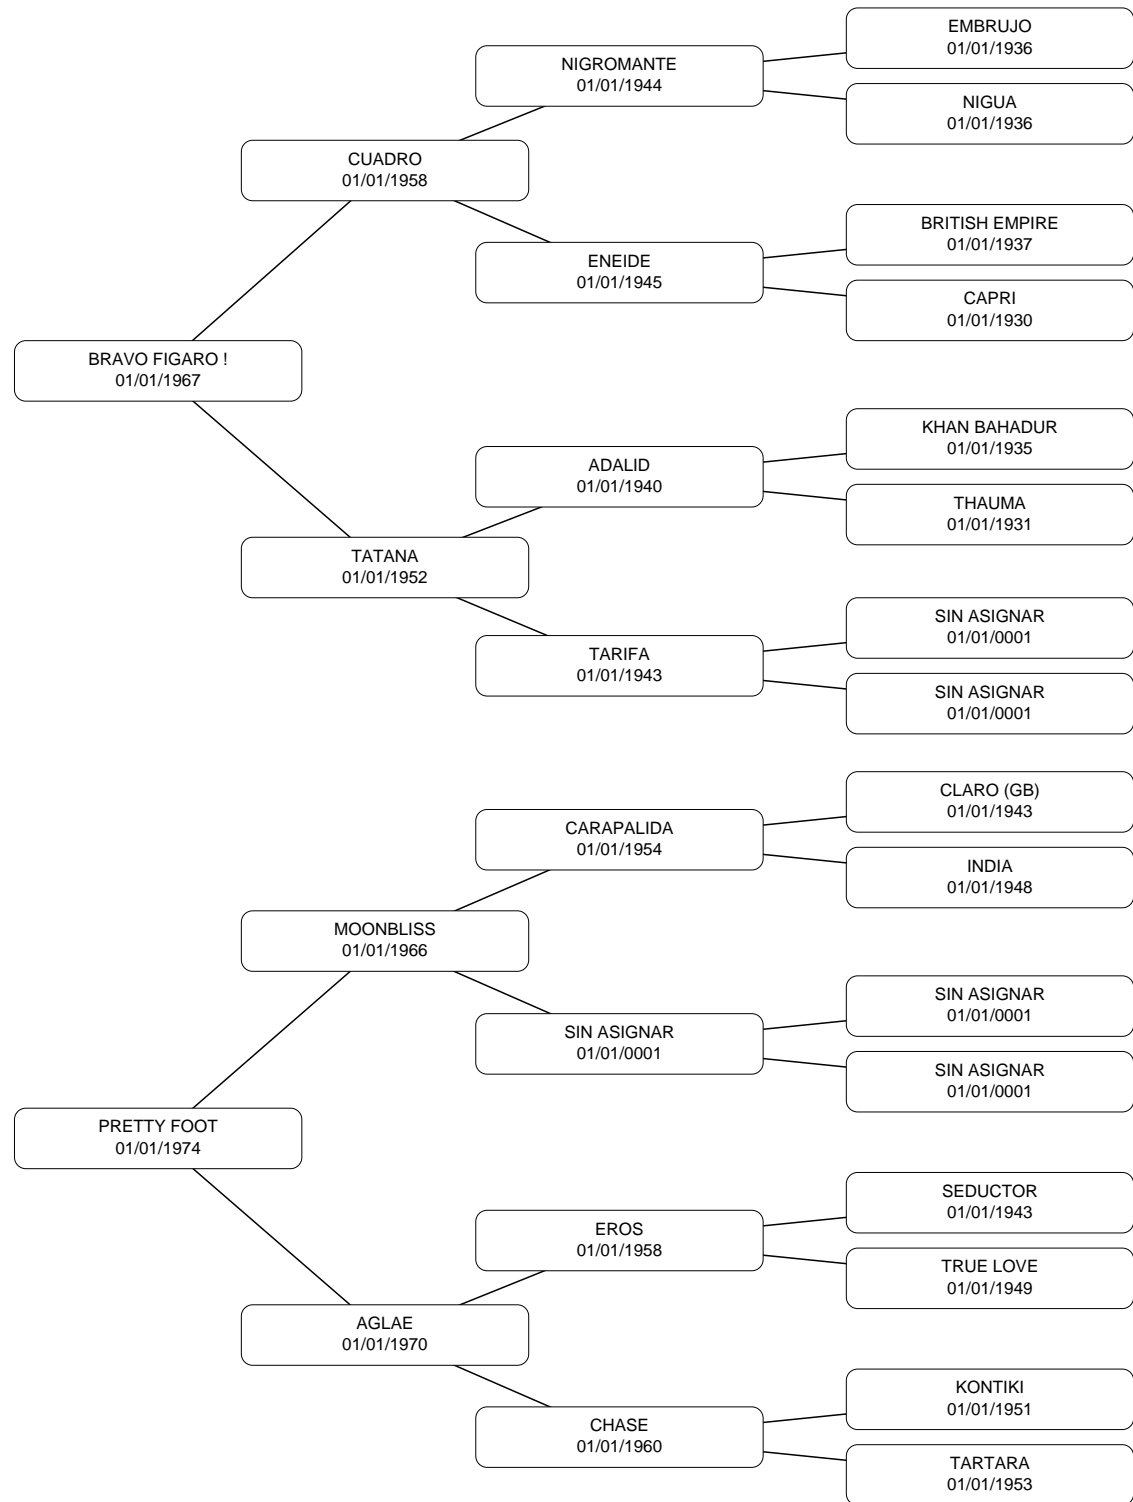 EMBRUJO
01/01/1936
NIGROMANTE
01/01/1944
NIGUA
01/01/1936
CUADRO
01/01/1958
BRITISH EMPIRE
01/01/1937
ENEIDE
01/01/1945
CAPRI
01/01/1930
BRAVO FIGARO !
01/01/1967
KHAN BAHADUR
01/01/1935
ADALID
01/01/1940
THAUMA
01/01/1931
TATANA
01/01/1952
SIN ASIGNAR
01/01/0001
TARIFA
01/01/1943
SIN ASIGNAR
01/01/0001
CLARO (GB)
01/01/1943
CARAPALIDA
01/01/1954
INDIA
01/01/1948
MOONBLISS
01/01/1966
SIN ASIGNAR
01/01/0001
SIN ASIGNAR
01/01/0001
SIN ASIGNAR
01/01/0001
PRETTY FOOT
01/01/1974
SEDUCTOR
01/01/1943
EROS
01/01/1958
TRUE LOVE
01/01/1949
AGLAE
01/01/1970
KONTIKI
01/01/1951
CHASE
01/01/1960
TARTARA
01/01/1953